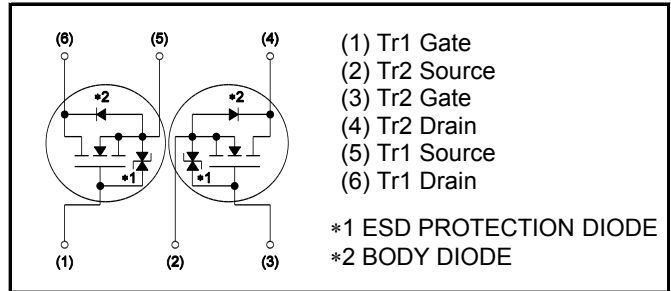 (6) (5) (4)
*2 *2
*1 *1
(1) (2) (3)
(1) Tr1 Gate
(2) Tr2 Source
(3) Tr2 Gate
(4) Tr2 Drain
(5) Tr1 Source
(6) Tr1 Drain
*1 ESD PROTECTION DIODE
*2 BODY DIODE